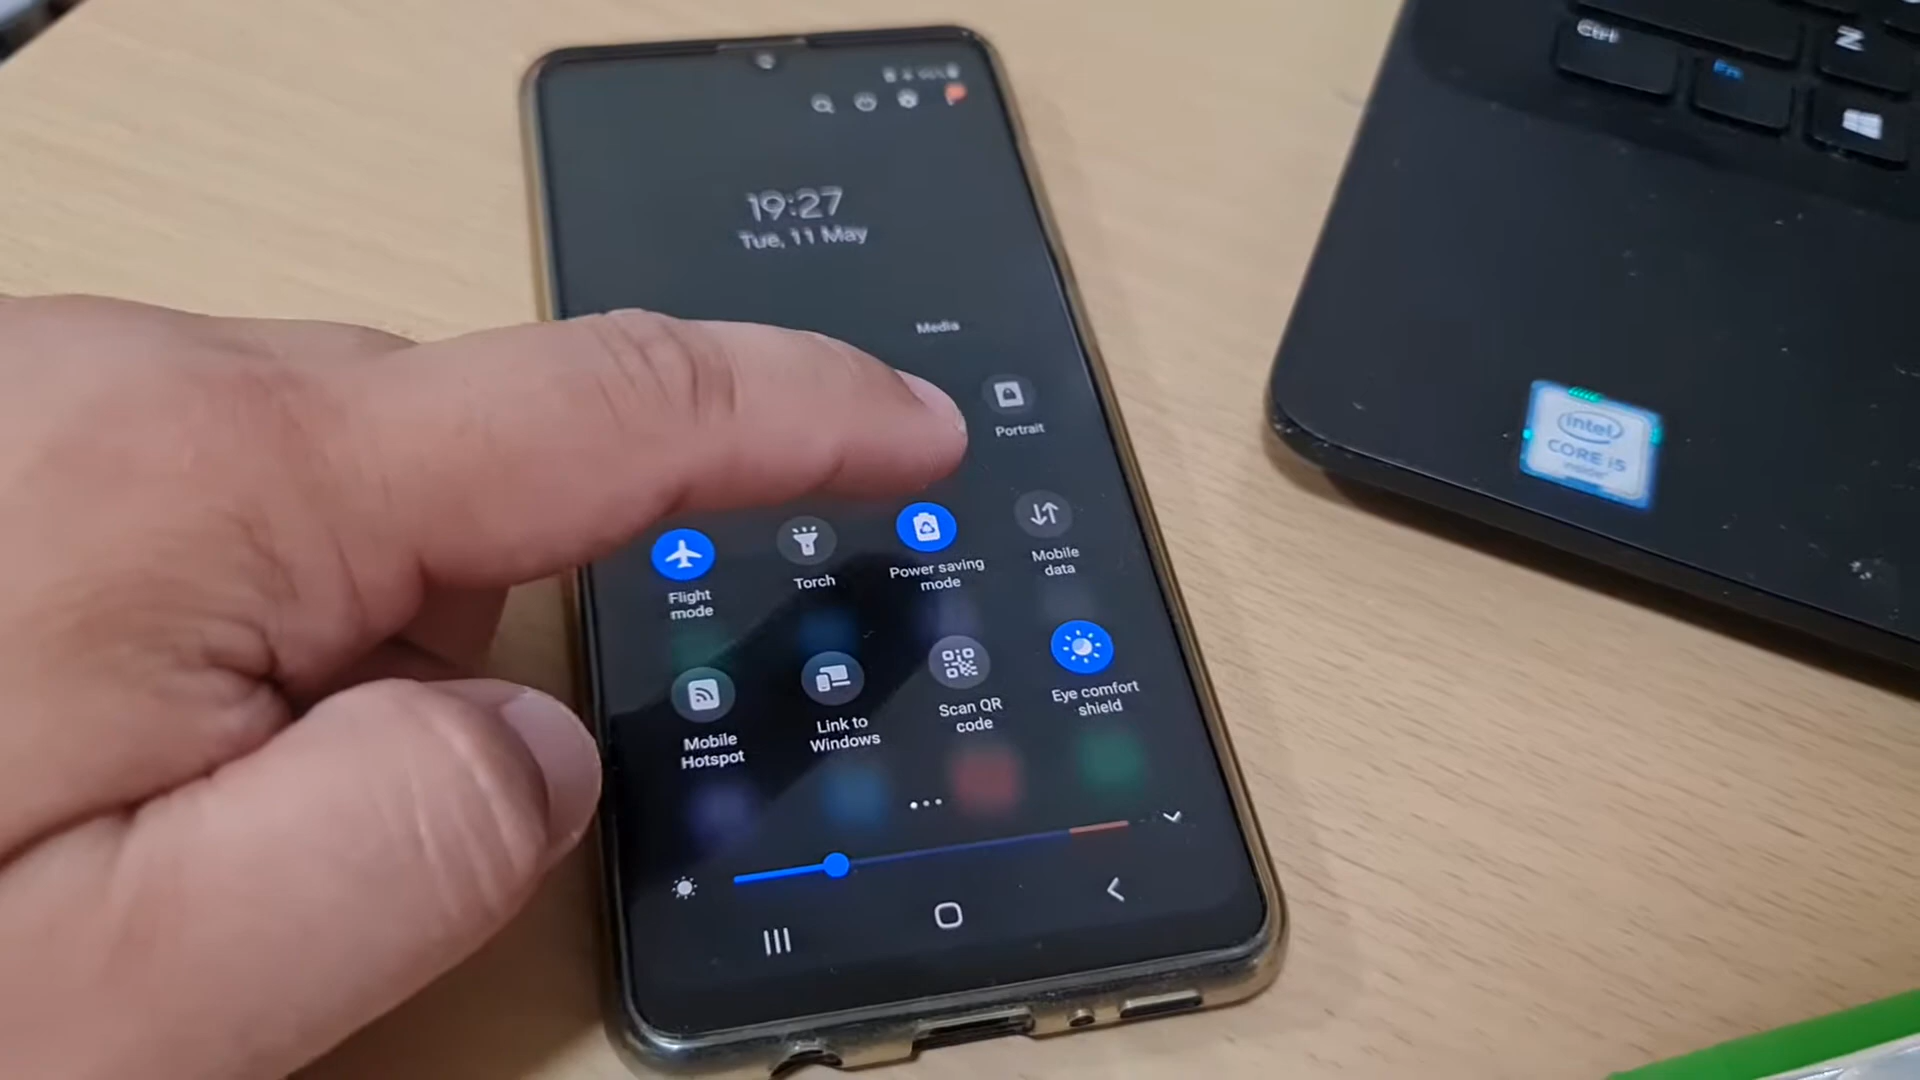 Ctrl
Z
Fn
19:27
Tue, 11 May
Media
Portrait
intel
CORE i5
inside
Flight
mode
Torch
Power saving
mode
Mobile
data
Mobile
Hotspot
Link to
Windows
Scan QR
code
Eye comfort
shield